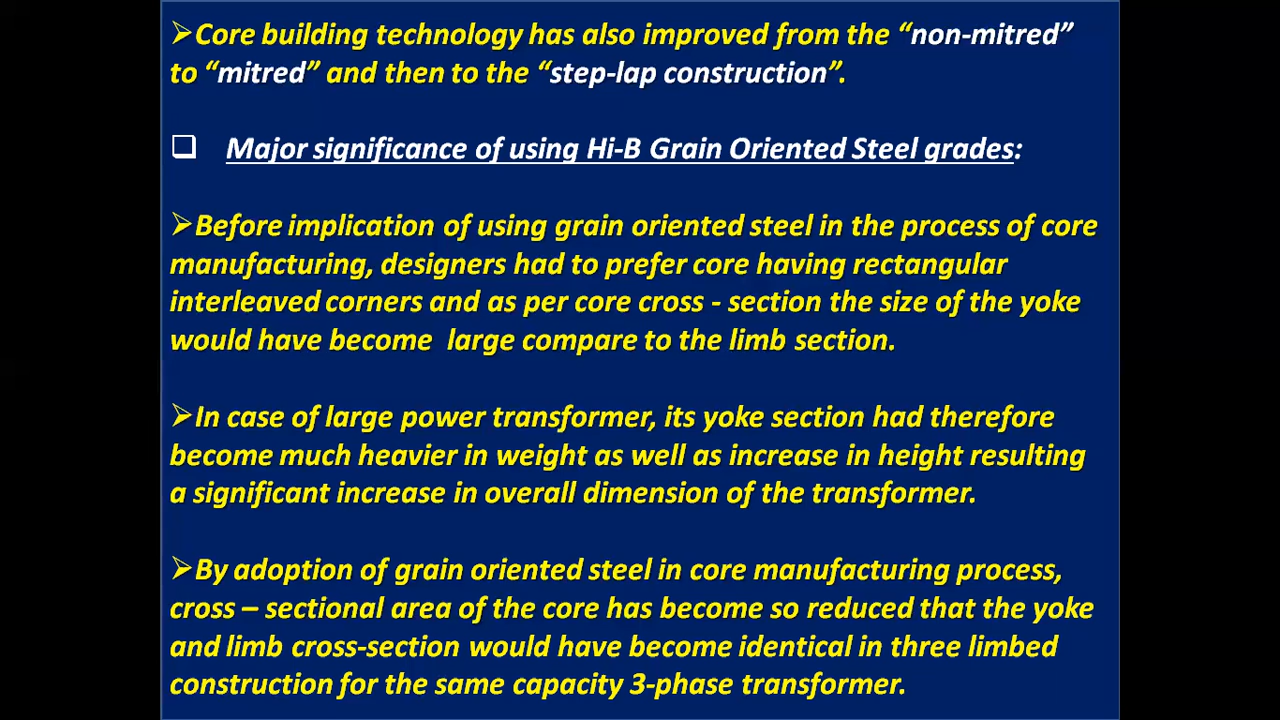 ➢Core building technology has also improved from the “non-mitred”
to “mitred” and then to the “step-lap construction”.
❑ Major significance of using Hi-B Grain Oriented Steel grades:
➢Before implication of using grain oriented steel in the process of core
manufacturing, designers had to prefer core having rectangular
interleaved corners and as per core cross - section the size of the yoke
would have become large compare to the limb section.
➢In case of large power transformer, its yoke section had therefore
become much heavier in weight as well as increase in height resulting
a significant increase in overall dimension of the transformer.
➢By adoption of grain oriented steel in core manufacturing process,
cross – sectional area of the core has become so reduced that the yoke
and limb cross-section would have become identical in three limbed
construction for the same capacity 3-phase transformer.